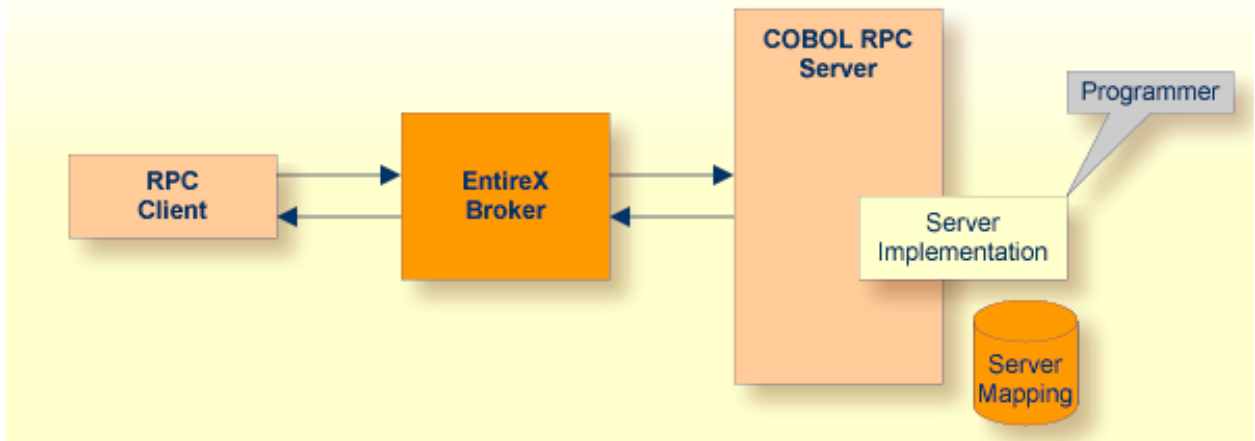 RPC
Client
EntireX
Broker
COBOL RPC
Server
Programmer
Server
Implementation
Server
Mapping